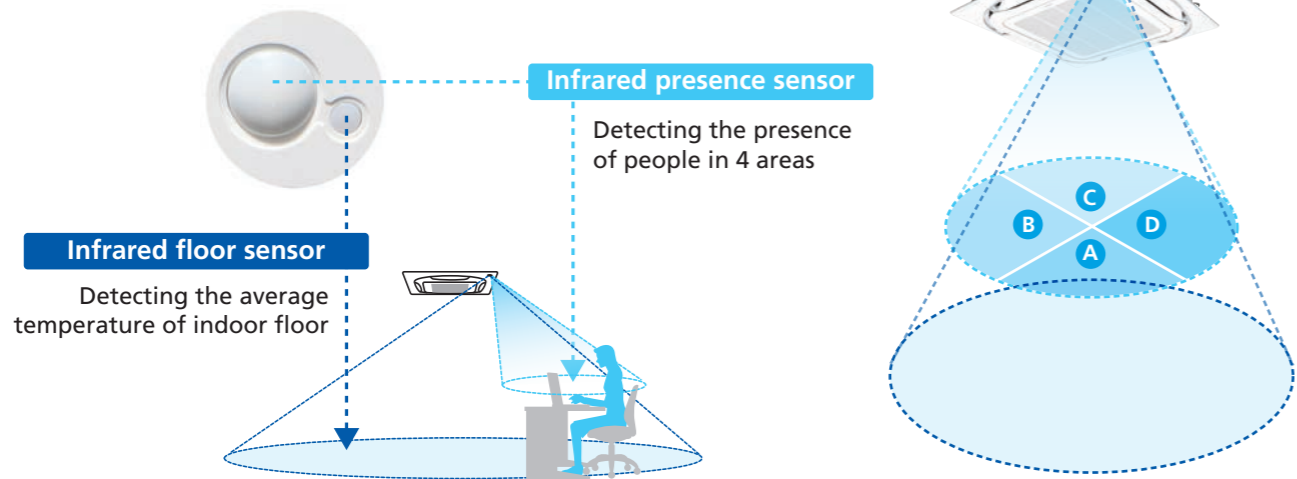 Infrared presence sensor
Detecting the presence
of people in 4 areas
Infrared floor sensor
Detecting the average
temperature of indoor floor
C
B
D
A